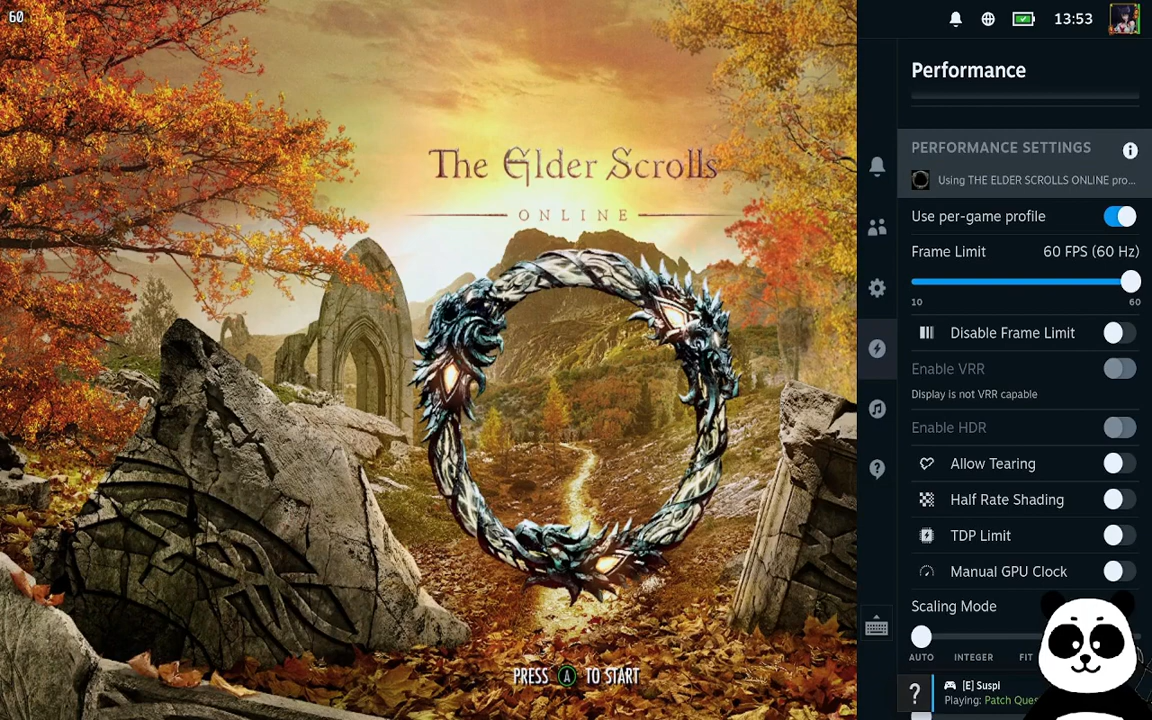 60
13:53
Performance
PERFORMANCE SETTINGS
Using THE ELDER SCROLLS ONLINE pro...
Use per-game profile
Frame Limit 60 FPS (60 Hz)
10 60
Disable Frame Limit
Enable VRR
Display is not VRR capable
Enable HDR
Allow Tearing
Half Rate Shading
TDP Limit
Manual GPU Clock
Scaling Mode
AUTO INTEGER FIT
[E] Suspi
Playing: Patch Ques
The Elder Scrolls
ONLINE
PRESS A TO START